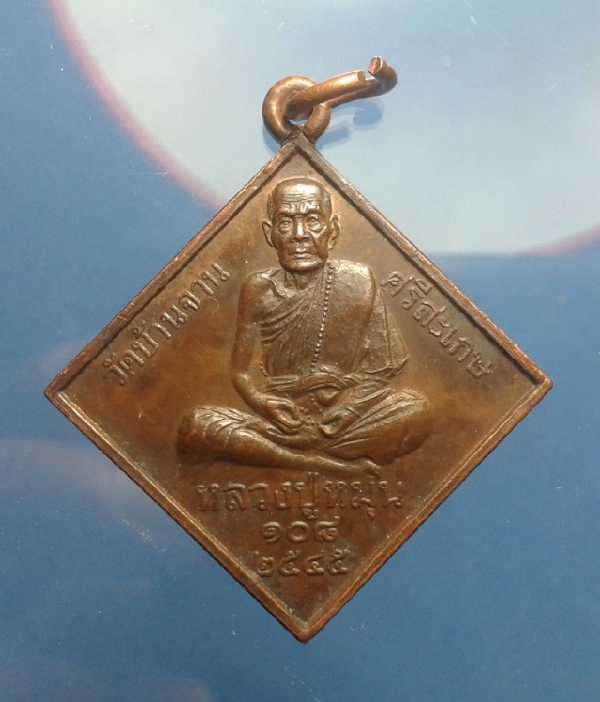 วัดบ้านจาน
ศรีสะเกษ
หลวงปู่หมุน
๑๐๘
๒๕๔๕